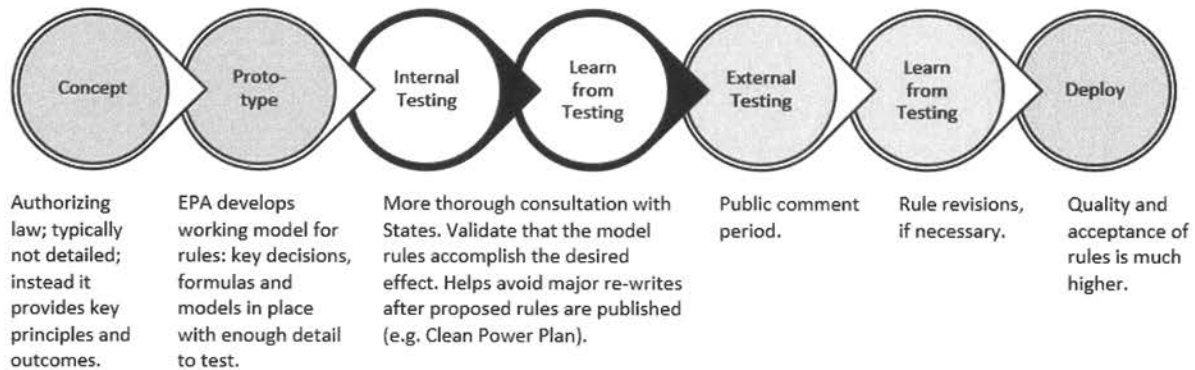 Concept
Proto-
type
Internal
Testing
Learn
from
Testing
External
Testing
Learn
from
Testing
Deploy
Authorizing
law; typically
not detailed;
instead it
provides key
principles and
outcomes.
EPA develops
working model for
rules: key decisions,
formulas and
models in place
with enough detail
to test.
More thorough consultation with
States. Validate that the model
rules accomplish the desired
effect. Helps avoid major re-writes
after proposed rules are published
(e.g. Clean Power Plan).
Public comment
period.
Rule revisions,
if necessary.
Quality and
acceptance of
rules is much
higher.